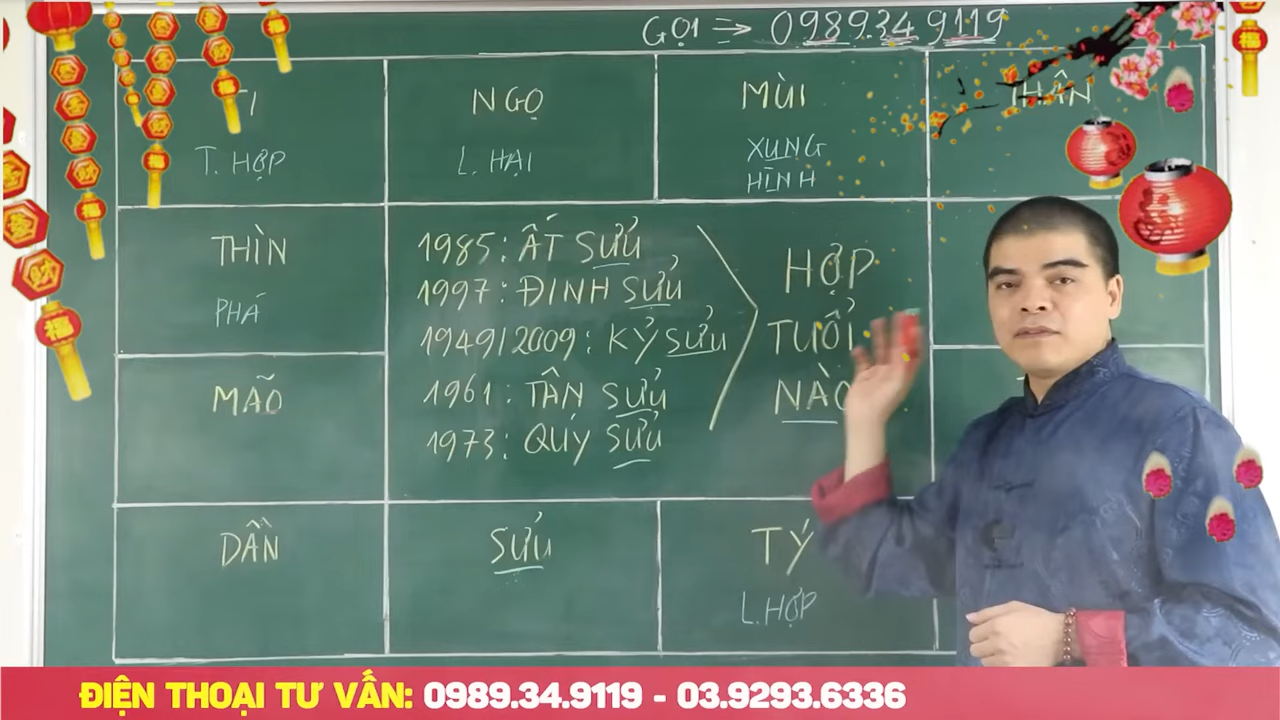 GỌI => 0989.34 9119
NGỌ
MÙI
THÂN
T. HỢP
L. HẠI
XUNG
HÌNH
THÌN
PHÁ
1985: ẤT SỬU
1997: ĐINH SỬU
1949/2009: KỶ SỬU
1961: TÂN SỬU
1973: QUÝ SỬU
HỢP
TUỔI
NÀO
MÃO
DẦN
SỬU
TÝ
L. HỢP
ĐIỆN THOẠI TƯ VẤN: 0989.34.9119 - 03.9293.6336